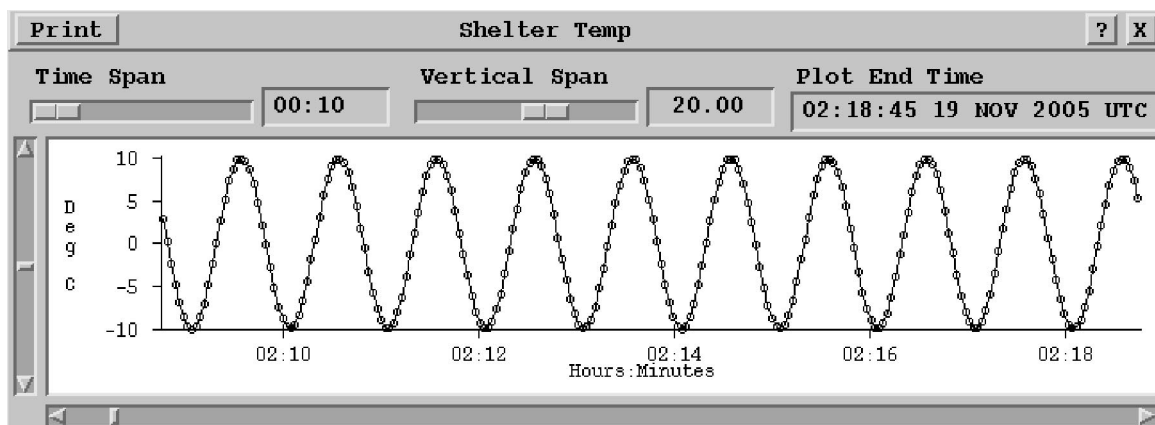 Print Shelter Temp ? X
Time Span Vertical Span Plot End Time
00:10 20.00 02:18:45 19 NOV 2005 UTC
10
5
0
-5
-10
Deg C
02:10 02:12 02:14 02:16 02:18
Hours:Minutes